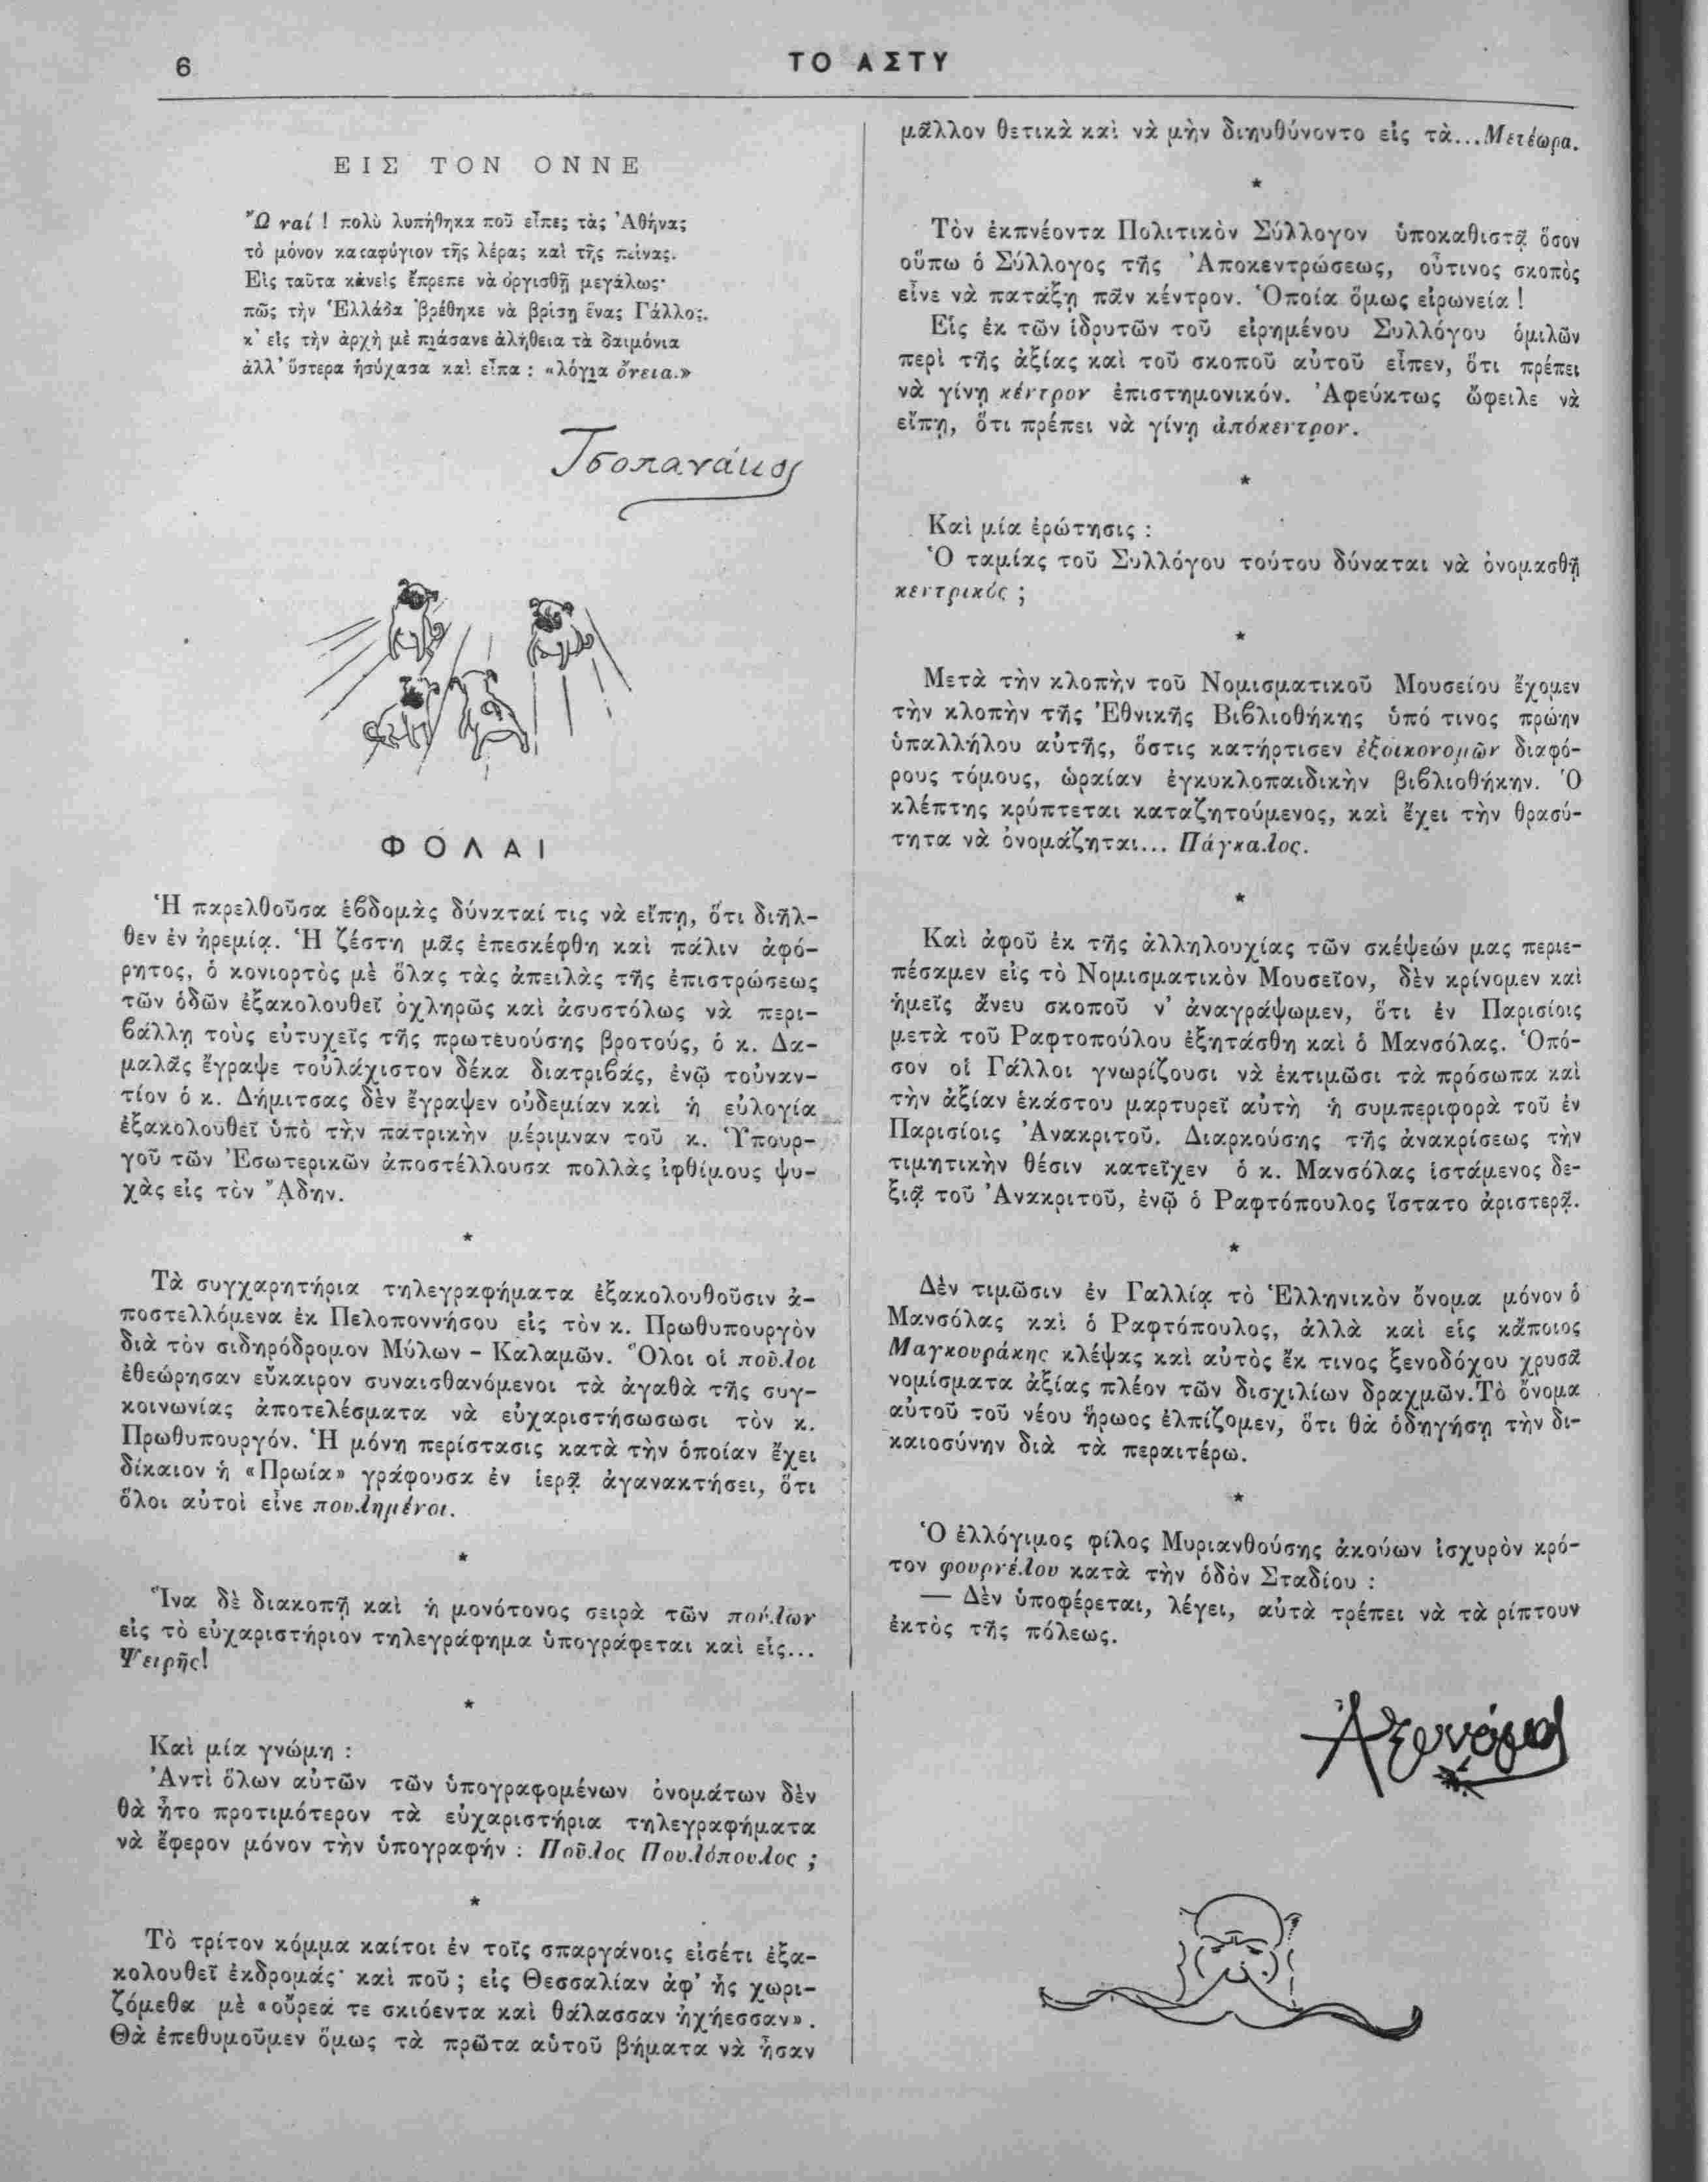 6
ΤΟ ΑΣΤΥ
ΕΙΣ ΤΟΝ ΟΝΝΕ
Ὢ ναί ! πολὺ λυπήθηκα ποῦ εἶπες τὰς Ἀθήνας
τὸ μόνον καταφύγιον τῆς λέρας καὶ τῆς πείνας.
Εἰς ταῦτα κἀνεὶς ἔπρεπε νὰ ὀργισθῇ μεγάλως·
πῶς τὴν Ἑλλάδα 'βρέθηκε νὰ βρίσῃ ἕνας Γάλλος.
κ' εἰς τὴν ἀρχὴ μὲ πιάσανε ἀλήθεια τὰ δαιμόνια
ἀλλ' ὕστερα ἡσύχασα καὶ εἶπα : «λόγια ὄνεια.»
Τσοπανάκος
ΦΟΛΑΙ
Ἡ παρελθοῦσα ἑβδομὰς δύναταί τις νὰ εἴπῃ, ὅτι διῆλ-
θεν ἐν ἠρεμίᾳ. Ἡ ζέστη μᾶς ἐπεσκέφθη καὶ πάλιν ἀφό-
ρητος, ὁ κονιορτὸς μὲ ὅλας τὰς ἀπειλὰς τῆς ἐπιστρώσεως
τῶν ὁδῶν ἐξακολουθεῖ ὀχληρῶς καὶ ἀσυστόλως νὰ περι-
βάλλῃ τοὺς εὐτυχεῖς τῆς πρωτευούσης βροτούς, ὁ κ. Δα-
μαλᾶς ἔγραψε τοὐλάχιστον δέκα διατριβάς, ἐνῷ τοὐναν-
τίον ὁ κ. Δήμιτσας δὲν ἔγραψεν οὐδεμίαν καὶ ἡ εὐλογία
ἐξακολουθεῖ ὑπὸ τὴν πατρικὴν μέριμναν τοῦ κ. Ὑπουρ-
γοῦ τῶν Ἐσωτερικῶν ἀποστέλλουσα πολλὰς ἰφθίμους ψυ-
χὰς εἰς τὸν ᾍδην.
*
Τὰ συγχαρητήρια τηλεγραφήματα ἐξακολουθοῦσιν ἀ-
ποστελλόμενα ἐκ Πελοποννήσου εἰς τὸν κ. Πρωθυπουργὸν
διὰ τὸν σιδηρόδρομον Μύλων - Καλαμῶν. Ὅλοι οἱ ποῦλοι
ἐθεώρησαν εὔκαιρον συναισθανόμενοι τὰ ἀγαθὰ τῆς συγ-
κοινωνίας ἀποτελέσματα νὰ εὐχαριστήσωσωσι τὸν κ.
Πρωθυπουργόν. Ἡ μόνη περίστασις κατὰ τὴν ὁποίαν ἔχει
δίκαιον ἡ «Πρωία» γράφουσα ἐν ἱερᾷ ἀγανακτήσει, ὅτι
ὅλοι αὐτοὶ εἶνε πουλημένοι.
*
Ἵνα δὲ διακοπῇ καὶ ἡ μονότονος σειρὰ τῶν πούλων
εἰς τὸ εὐχαριστήριον τηλεγράφημα ὑπογράφεται καὶ εἷς...
Ψειρῆς!
*
Καὶ μία γνώμη :
Ἀντὶ ὅλων αὐτῶν τῶν ὑπογραφομένων ὀνομάτων δὲν
θὰ ἦτο προτιμότερον τὰ εὐχαριστήρια τηλεγραφήματα
νὰ ἔφερον μόνον τὴν ὑπογραφήν : Ποῦλος Πουλόπουλος ;
*
Τὸ τρίτον κόμμα καίτοι ἐν τοῖς σπαργάνοις εἰσέτι ἐξα-
κολουθεῖ ἐκδρομάς· καὶ ποῦ ; εἰς Θεσσαλίαν ἀφ' ἧς χωρι-
ζόμεθα μὲ «οὔρεά τε σκιόεντα καὶ θάλασσαν ἠχήεσσαν».
Θὰ ἐπεθυμοῦμεν ὅμως τὰ πρῶτα αὐτοῦ βήματα νὰ ἦσαν
μᾶλλον θετικὰ καὶ νὰ μὴν διηυθύνοντο εἰς τὰ...Μετέωρα.
*
Τὸν ἐκπνέοντα Πολιτικὸν Σύλλογον ὑποκαθιστᾷ ὅσον
οὔπω ὁ Σύλλογος τῆς Ἀποκεντρώσεως, οὗτινος σκοπὸς
εἶνε νὰ πατάξῃ πᾶν κέντρον. Ὁποία ὅμως εἰρωνεία !
Εἷς ἐκ τῶν ἱδρυτῶν τοῦ εἰρημένου Συλλόγου ὁμιλῶν
περὶ τῆς ἀξίας καὶ τοῦ σκοποῦ αὐτοῦ εἶπεν, ὅτι πρέπει
νὰ γίνῃ κέντρον ἐπιστημονικόν. Ἀφεύκτως ὤφειλε νὰ
εἴπῃ, ὅτι πρέπει νὰ γίνῃ ἀπόκεντρον.
*
Καὶ μία ἐρώτησις :
Ὁ ταμίας τοῦ Συλλόγου τούτου δύναται νὰ ὀνομασθῇ
κεντρικός ;
*
Μετὰ τὴν κλοπὴν τοῦ Νομισματικοῦ Μουσείου ἔχομεν
τὴν κλοπὴν τῆς Ἐθνικῆς Βιβλιοθήκης ὑπό τινος πρώην
ὑπαλλήλου αὐτῆς, ὅστις κατήρτισεν ἐξοικονομῶν διαφό-
ρους τόμους, ὡραίαν ἐγκυκλοπαιδικὴν βιβλιοθήκην. Ὁ
κλέπτης κρύπτεται καταζητούμενος, καὶ ἔχει τὴν θρασύ-
τητα νὰ ὀνομάζηται... Πάγκαλος.
*
Καὶ ἀφοῦ ἐκ τῆς ἀλληλουχίας τῶν σκέψεών μας περιε-
πέσαμεν εἰς τὸ Νομισματικὸν Μουσεῖον, δὲν κρίνομεν καὶ
ἡμεῖς ἄνευ σκοποῦ ν' ἀναγράψωμεν, ὅτι ἐν Παρισίοις
μετὰ τοῦ Ραφτοπούλου ἐξητάσθη καὶ ὁ Μανσόλας. Ὁπό-
σον οἱ Γάλλοι γνωρίζουσι νὰ ἐκτιμῶσι τὰ πρόσωπα καὶ
τὴν ἀξίαν ἑκάστου μαρτυρεῖ αὐτὴ ἡ συμπεριφορὰ τοῦ ἐν
Παρισίοις Ἀνακριτοῦ. Διαρκούσης τῆς ἀνακρίσεως τὴν
τιμητικὴν θέσιν κατεῖχεν ὁ κ. Μανσόλας ἱστάμενος δε-
ξιᾷ τοῦ Ἀνακριτοῦ, ἐνῷ ὁ Ραφτόπουλος ἵστατο ἀριστερᾷ.
*
Δὲν τιμῶσιν ἐν Γαλλίᾳ τὸ Ἑλληνικὸν ὄνομα μόνον ὁ
Μανσόλας καὶ ὁ Ραφτόπουλος, ἀλλὰ καὶ εἷς κἄποιος
Μαγκουράκης κλέψας καὶ αὐτὸς ἔκ τινος ξενοδόχου χρυσᾶ
νομίσματα ἀξίας πλέον τῶν δισχιλίων δραχμῶν.Τὸ ὄνομα
αὐτοῦ τοῦ νέου ἥρωος ἐλπίζομεν, ὅτι θὰ ὁδηγήσῃ τὴν δι-
καιοσύνην διὰ τὰ περαιτέρω.
*
Ὁ ἐλλόγιμος φίλος Μυριανθούσης ἀκούων ἰσχυρὸν κρό-
τον φουρνέλου κατὰ τὴν ὁδὸν Σταδίου :
— Δὲν ὑποφέρεται, λέγει, αὐτὰ τρέπει νὰ τὰ ρίπτουν
ἐκτὸς τῆς πόλεως.